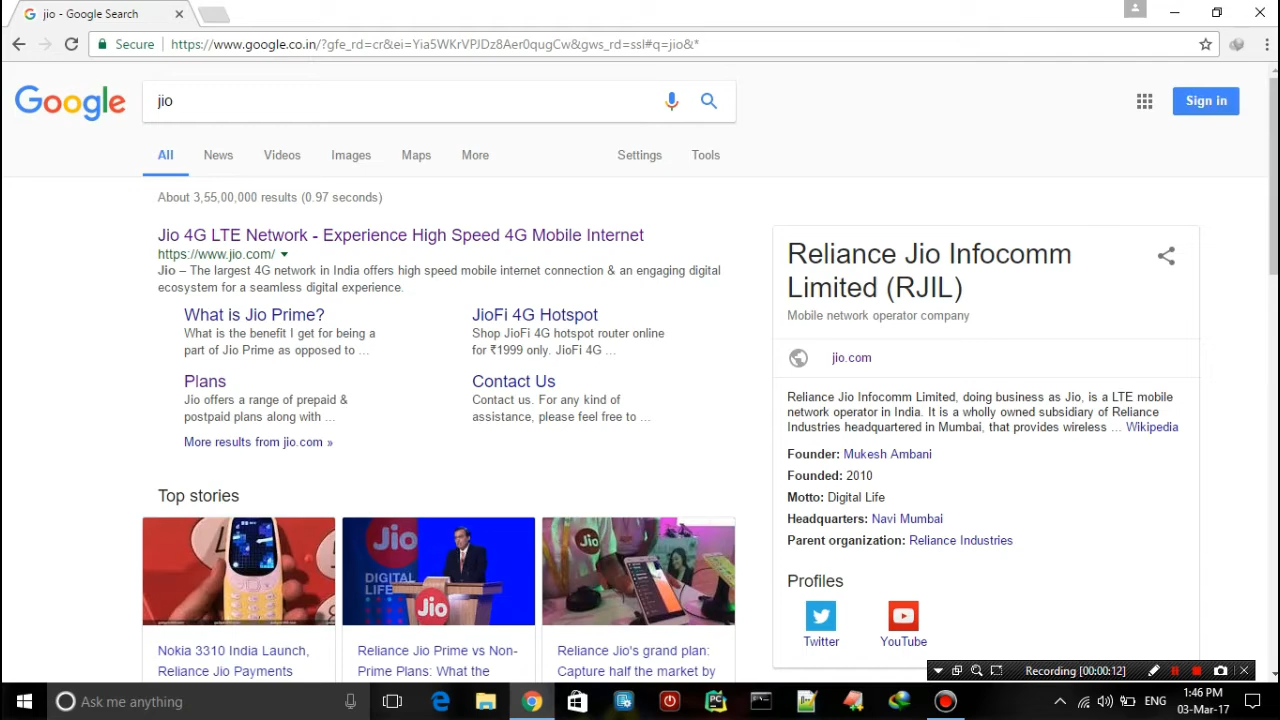 jio - Google Search
Secure https://www.google.co.in/?gfe_rd=cr&ei=Yia5WKrVPJDz8Aer0qugCw&gws_rd=ssl#q=jio&*
Google
jio
Sign in
All News Videos Images Maps More Settings Tools
About 3,55,00,000 results (0.97 seconds)
Jio 4G LTE Network - Experience High Speed 4G Mobile Internet
https://www.jio.com/
Jio – The largest 4G network in India offers high speed mobile internet connection & an engaging digital
ecosystem for a seamless digital experience.
What is Jio Prime?
What is the benefit I get for being a
part of Jio Prime as opposed to ...
JioFi 4G Hotspot
Shop JioFi 4G hotspot router online
for ₹1999 only. JioFi 4G ...
Plans
Jio offers a range of prepaid &
postpaid plans along with ...
Contact Us
Contact us. For any kind of
assistance, please feel free to ...
More results from jio.com »
Top stories
Jio
DIGITAL
LIFE
Jio
Jio
Nokia 3310 India Launch,
Reliance Jio Payments
Reliance Jio Prime vs Non-
Prime Plans: What the
Reliance Jio's grand plan:
Capture half the market by
Reliance Jio Infocomm
Limited (RJIL)
Mobile network operator company
jio.com
Reliance Jio Infocomm Limited, doing business as Jio, is a LTE mobile
network operator in India. It is a wholly owned subsidiary of Reliance
Industries headquartered in Mumbai, that provides wireless ... Wikipedia
Founder: Mukesh Ambani
Founded: 2010
Motto: Digital Life
Headquarters: Navi Mumbai
Parent organization: Reliance Industries
Profiles
Twitter
YouTube
Recording [00:00:12]
Ask me anything
PC
ENG
1:46 PM
03-Mar-17